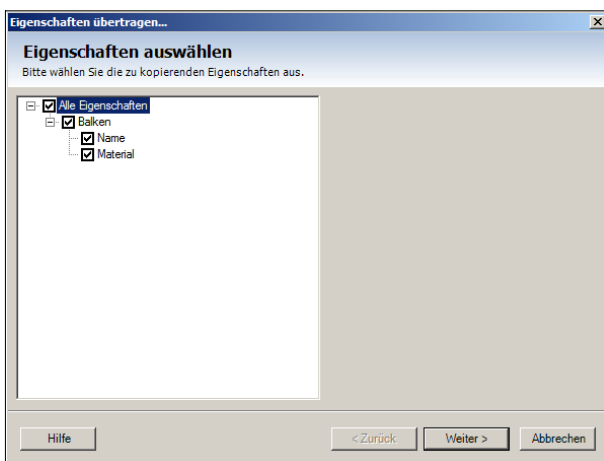 Eigenschaften übertragen...
Eigenschaften auswählen
Bitte wählen Sie die zu kopierenden Eigenschaften aus.
Alle Eigenschaften
Balken
Name
Material
Hilfe
< Zurück
Weiter >
Abbrechen